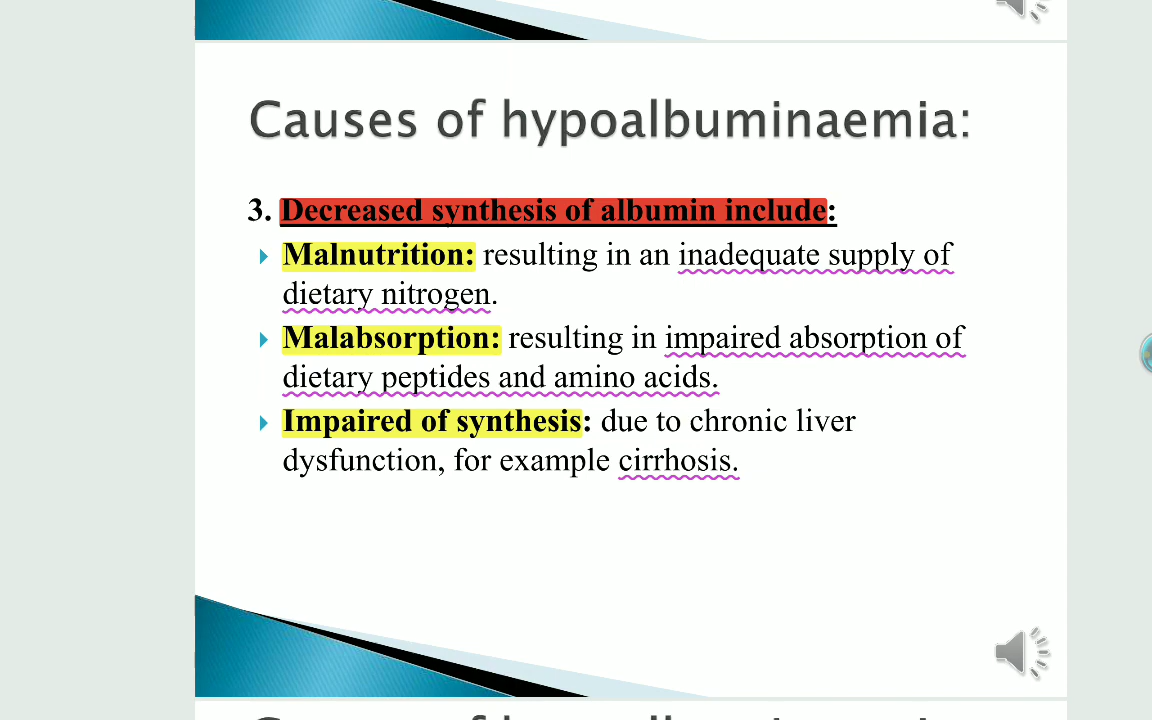 Causes of hypoalbuminaemia:
3. Decreased synthesis of albumin include:
Malnutrition: resulting in an inadequate supply of
dietary nitrogen.
Malabsorption: resulting in impaired absorption of
dietary peptides and amino acids.
Impaired of synthesis: due to chronic liver
dysfunction, for example cirrhosis.